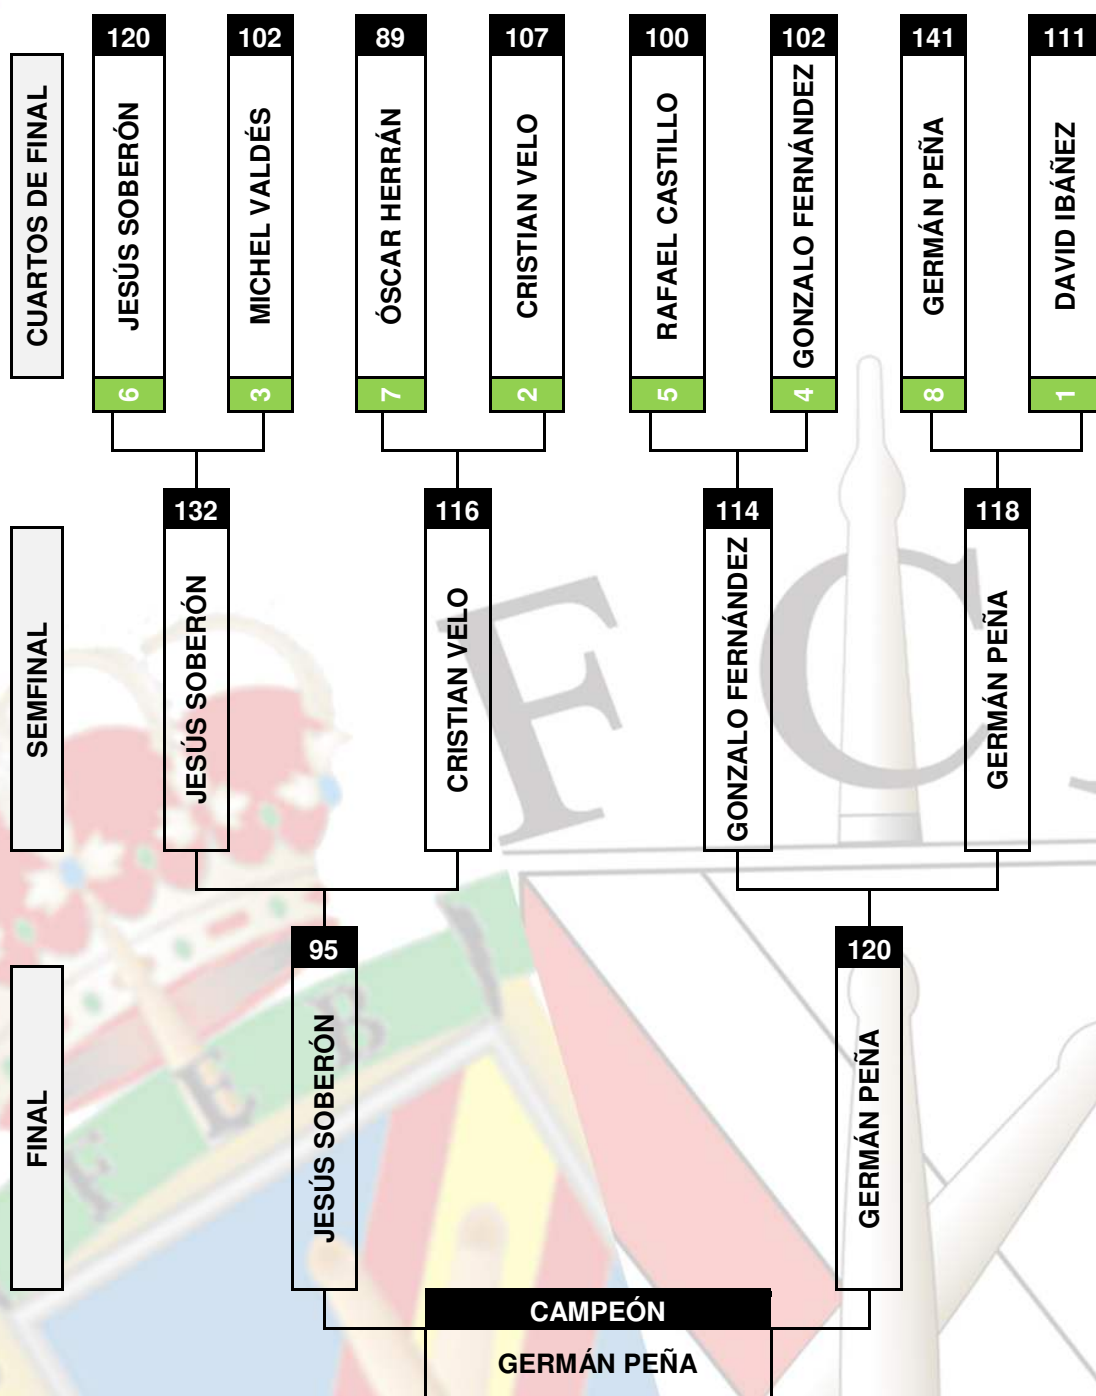 120
102
89
107
100
102
141
111
CUARTOS DE FINAL
JESÚS SOBERÓN
MICHEL VALDÉS
ÓSCAR HERRÁN
CRISTIAN VELO
RAFAEL CASTILLO
GONZALO FERNÁNDEZ
GERMÁN PEÑA
DAVID IBÁÑEZ
6
3
7
2
5
4
8
1
132
116
114
118
SEMFINAL
JESÚS SOBERÓN
CRISTIAN VELO
GONZALO FERNÁNDEZ
GERMÁN PEÑA
F C
95
120
FINAL
JESÚS SOBERÓN
GERMÁN PEÑA
F E B
CAMPEÓN
GERMÁN PEÑA